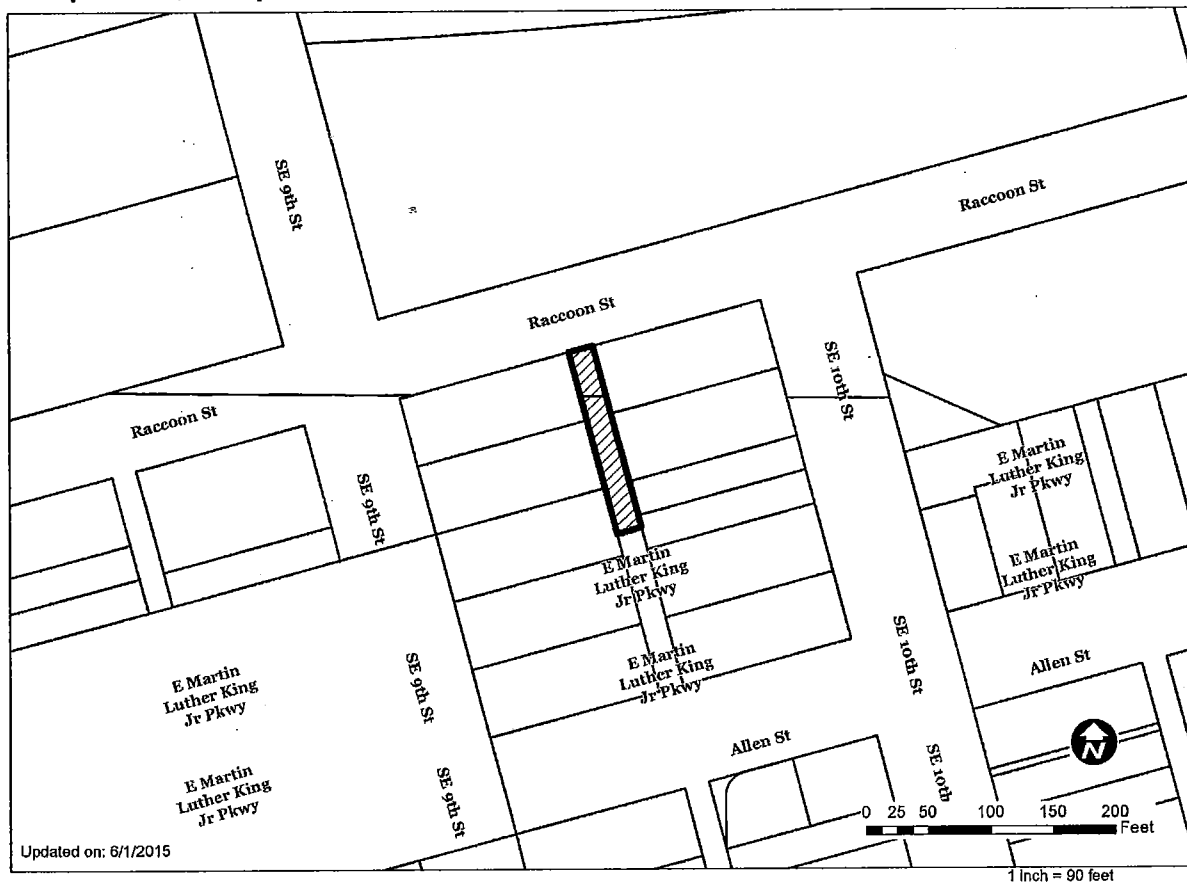 SE 9th St
Raccoon St
Raccoon St
SE 10th St
Raccoon St
SE 9th St
E Martin
Luther King
Jr Pkwy
E Martin
Luther King
Jr Pkwy
E Martin
Luther King
Jr Pkwy
E Martin
Luther King
Jr Pkwy
SE 10th St
Allen St
E Martin
Luther King
Jr Pkwy
SE 9th St
Allen St
N
SE 10th
E Martin
Luther King
Jr Pkwy
SE 9th St
0 25 50 100 150 200
Feet
Updated on: 6/1/2015
1 inch = 90 feet